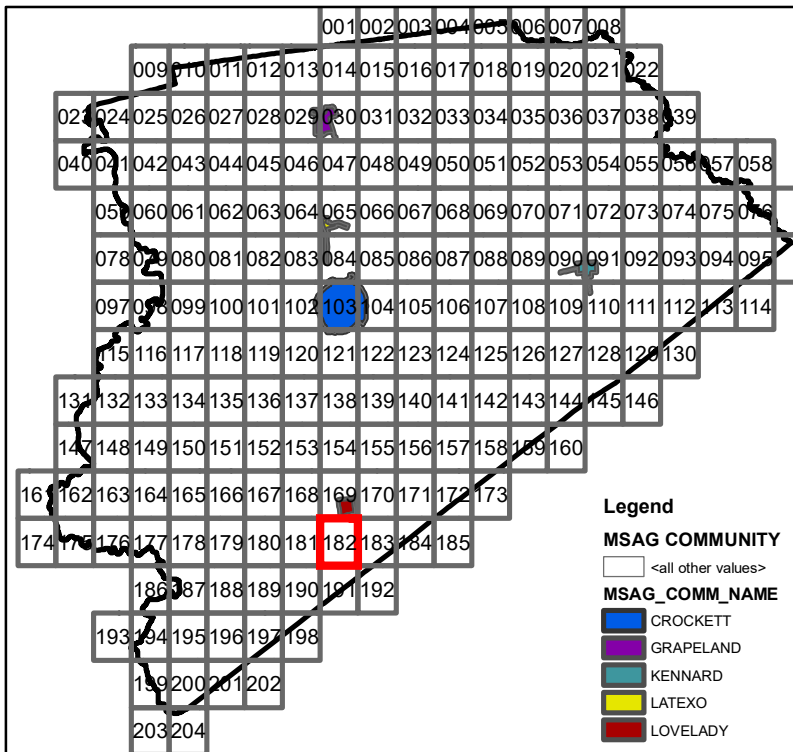 001 002 003 004 005 006 007 008
009 010 011 012 013 014 015 016 017 018 019 020 021 022
023 024 025 026 027 028 029 030 031 032 033 034 035 036 037 038 039
040 041 042 043 044 045 046 047 048 049 050 051 052 053 054 055 056 057 058
059 060 061 062 063 064 065 066 067 068 069 070 071 072 073 074 075 076
078 079 080 081 082 083 084 085 086 087 088 089 090 091 092 093 094 095
097 098 099 100 101 102 103 104 105 106 107 108 109 110 111 112 113 114
115 116 117 118 119 120 121 122 123 124 125 126 127 128 129 130
131 132 133 134 135 136 137 138 139 140 141 142 143 144 145 146
147 148 149 150 151 152 153 154 155 156 157 158 159 160
161 162 163 164 165 166 167 168 169 170 171 172 173
174 175 176 177 178 179 180 181 182 183 184 185
186 187 188 189 190 191 192
193 194 195 196 197 198
199 200 201 202
203 204
Legend
MSAG COMMUNITY
<all other values>
MSAG_COMM_NAME
CROCKETT
GRAPELAND
KENNARD
LATEXO
LOVELADY